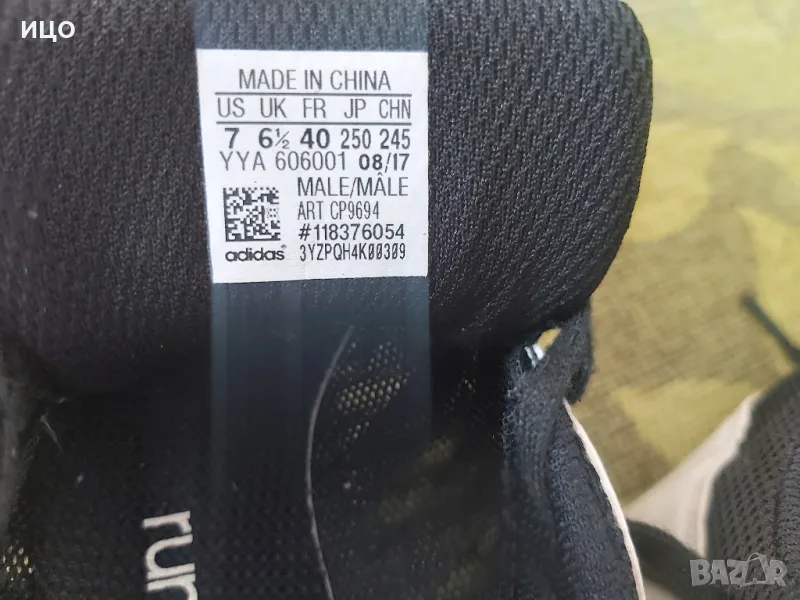 ицо
MADE IN CHINA
US UK FR JP CHN
7 6½ 40 250 245
YYA 606001 08/17
MALE/MÂLE
ART CP9694
#118376054
adidas® 3YZPQH4K00309
run
BAZAR